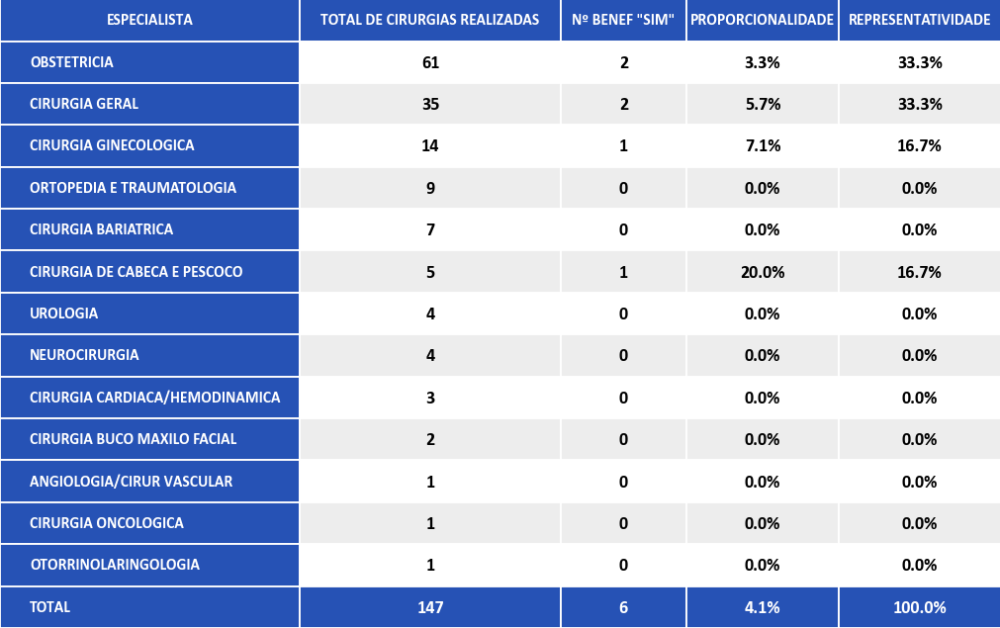 ESPECIALISTA TOTAL DE CIRURGIAS REALIZADAS Nº BENEF "SIM" PROPORCIONALIDADE REPRESENTATIVIDADE
OBSTETRICIA 61 2 3.3% 33.3%
CIRURGIA GERAL 35 2 5.7% 33.3%
CIRURGIA GINECOLOGICA 14 1 7.1% 16.7%
ORTOPEDIA E TRAUMATOLOGIA 9 0 0.0% 0.0%
CIRURGIA BARIATRICA 7 0 0.0% 0.0%
CIRURGIA DE CABECA E PESCOCO 5 1 20.0% 16.7%
UROLOGIA 4 0 0.0% 0.0%
NEUROCIRURGIA 4 0 0.0% 0.0%
CIRURGIA CARDIACA/HEMODINAMICA 3 0 0.0% 0.0%
CIRURGIA BUCO MAXILO FACIAL 2 0 0.0% 0.0%
ANGIOLOGIA/CIRUR VASCULAR 1 0 0.0% 0.0%
CIRURGIA ONCOLOGICA 1 0 0.0% 0.0%
OTORRINOLARINGOLOGIA 1 0 0.0% 0.0%
TOTAL 147 6 4.1% 100.0%